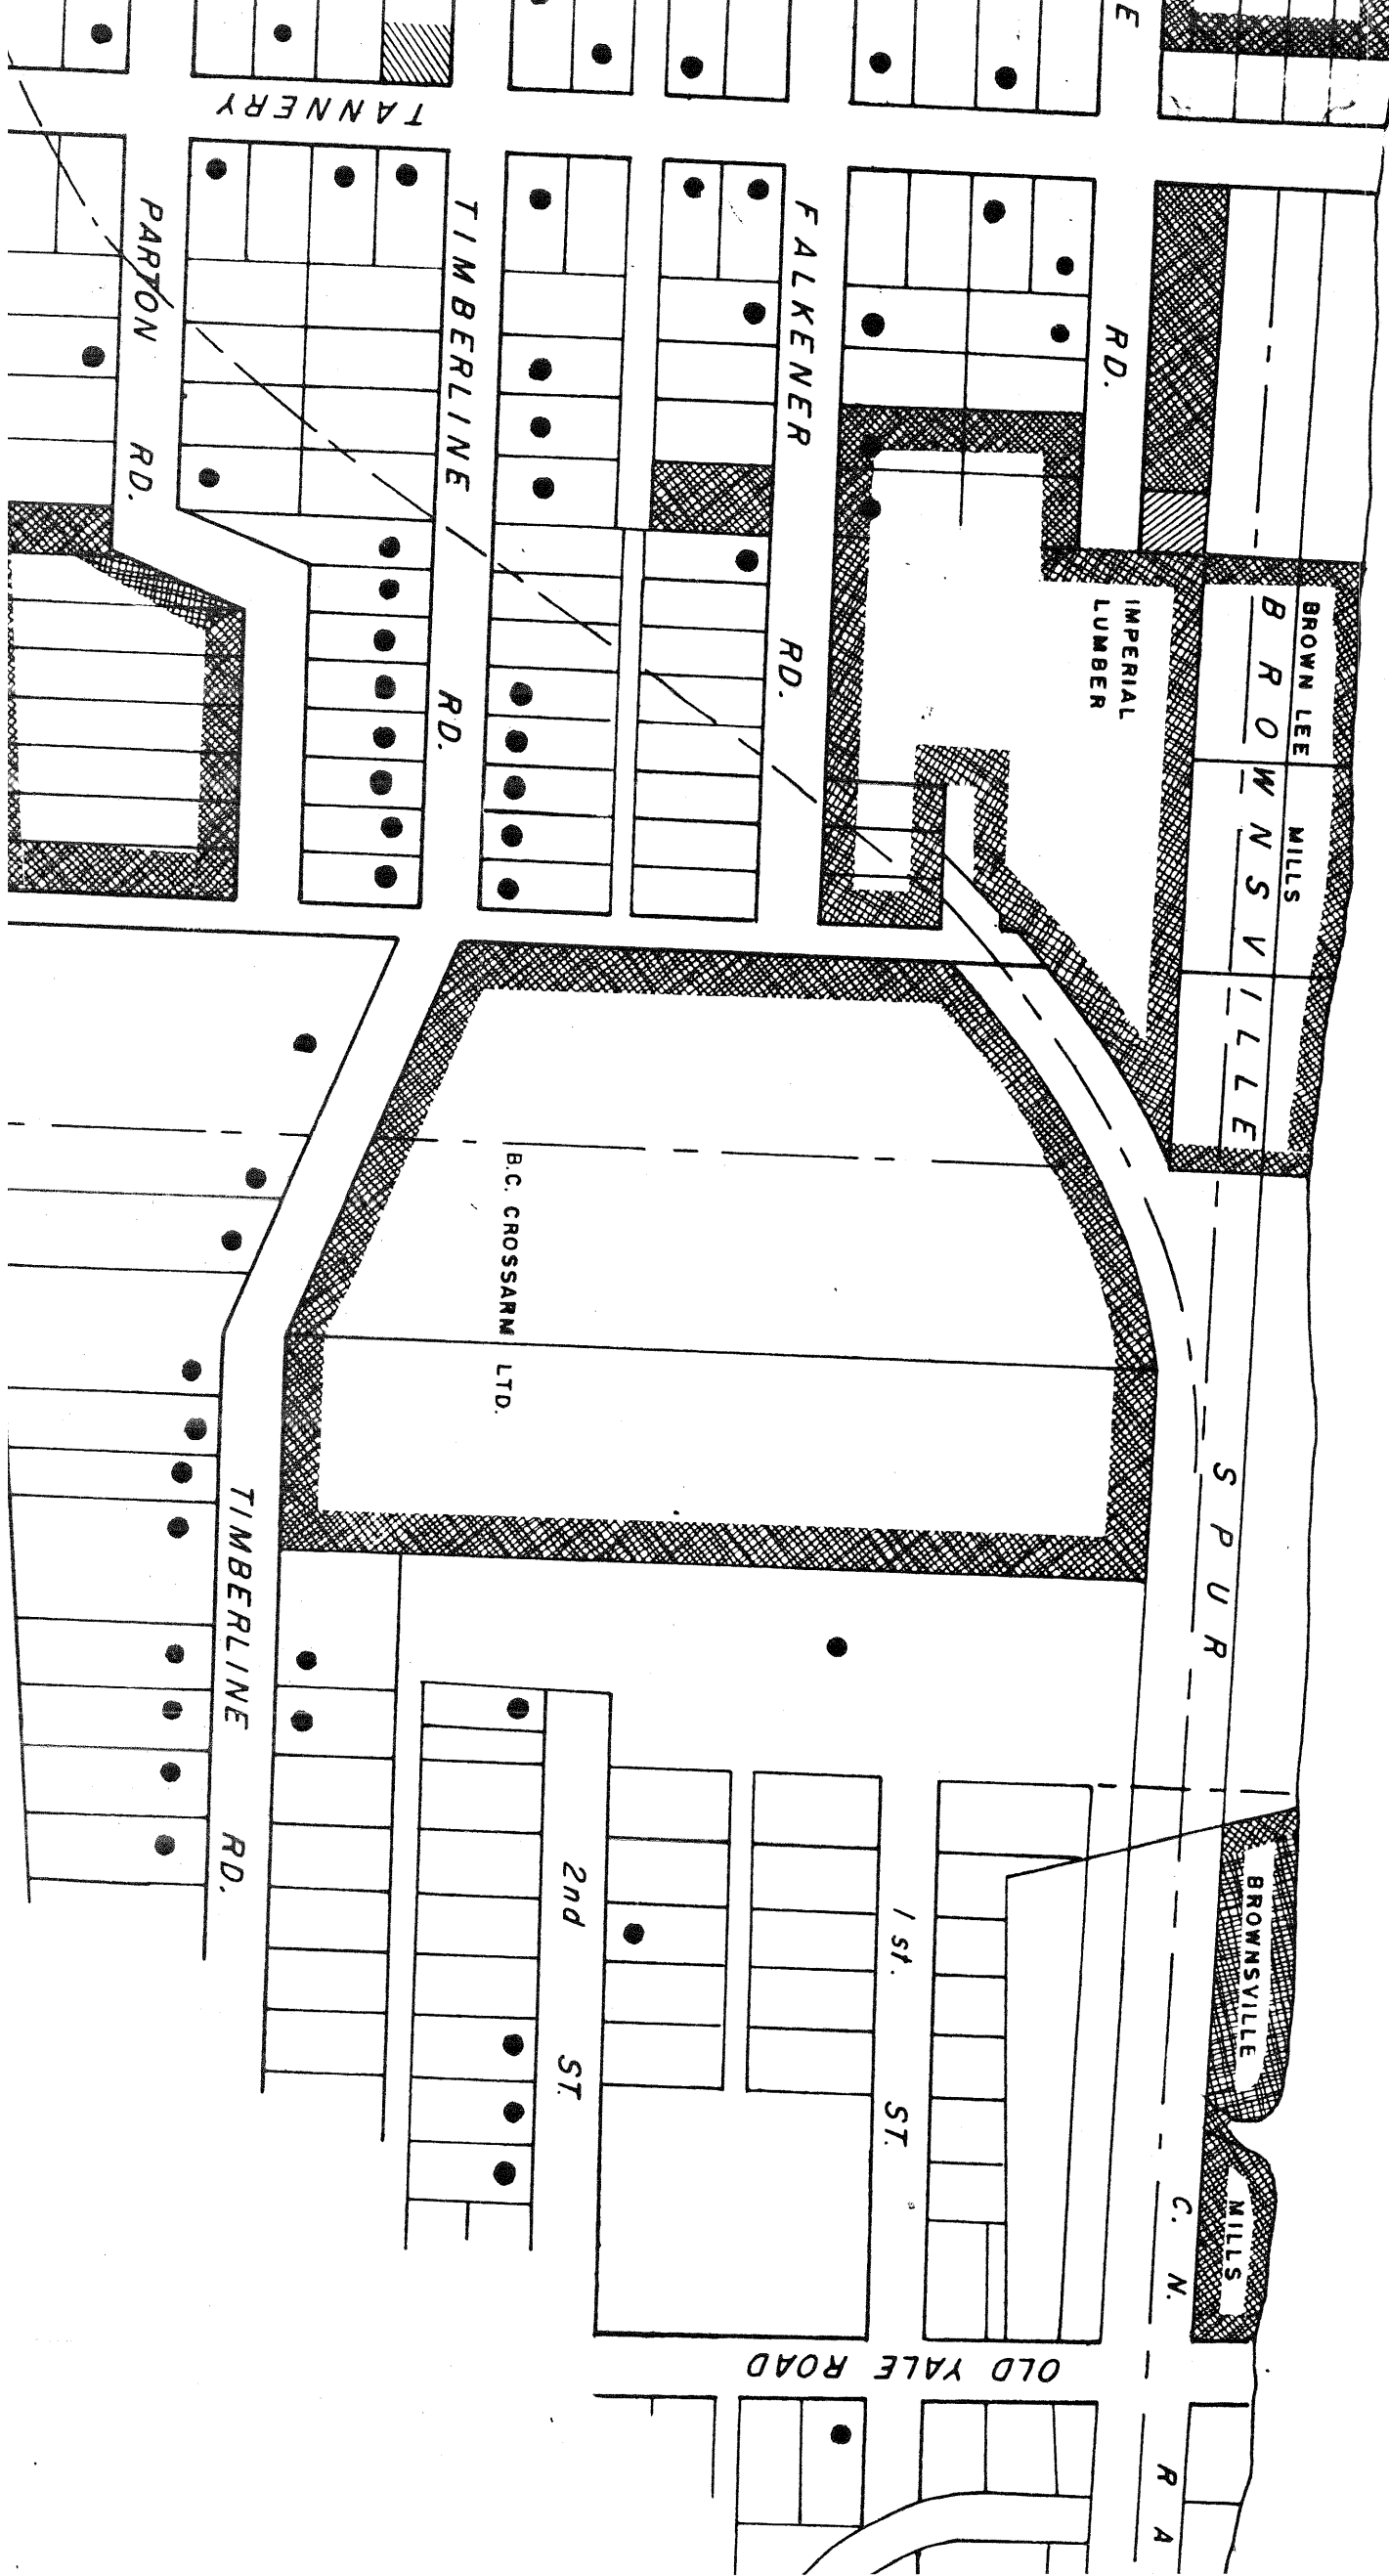 E
TANNERY
PARTON RD.
TIMBERLINE RD.
FALKENER RD.
RD.
IMPERIAL
LUMBER
BROWN LEE MILLS
BROWNSVILLE
SPUR
B.C. CROSSARM LTD.
TIMBERLINE RD.
2nd ST.
1st. ST.
BROWNSVILLE
MILLS
C. N. RA
OLD YALE ROAD